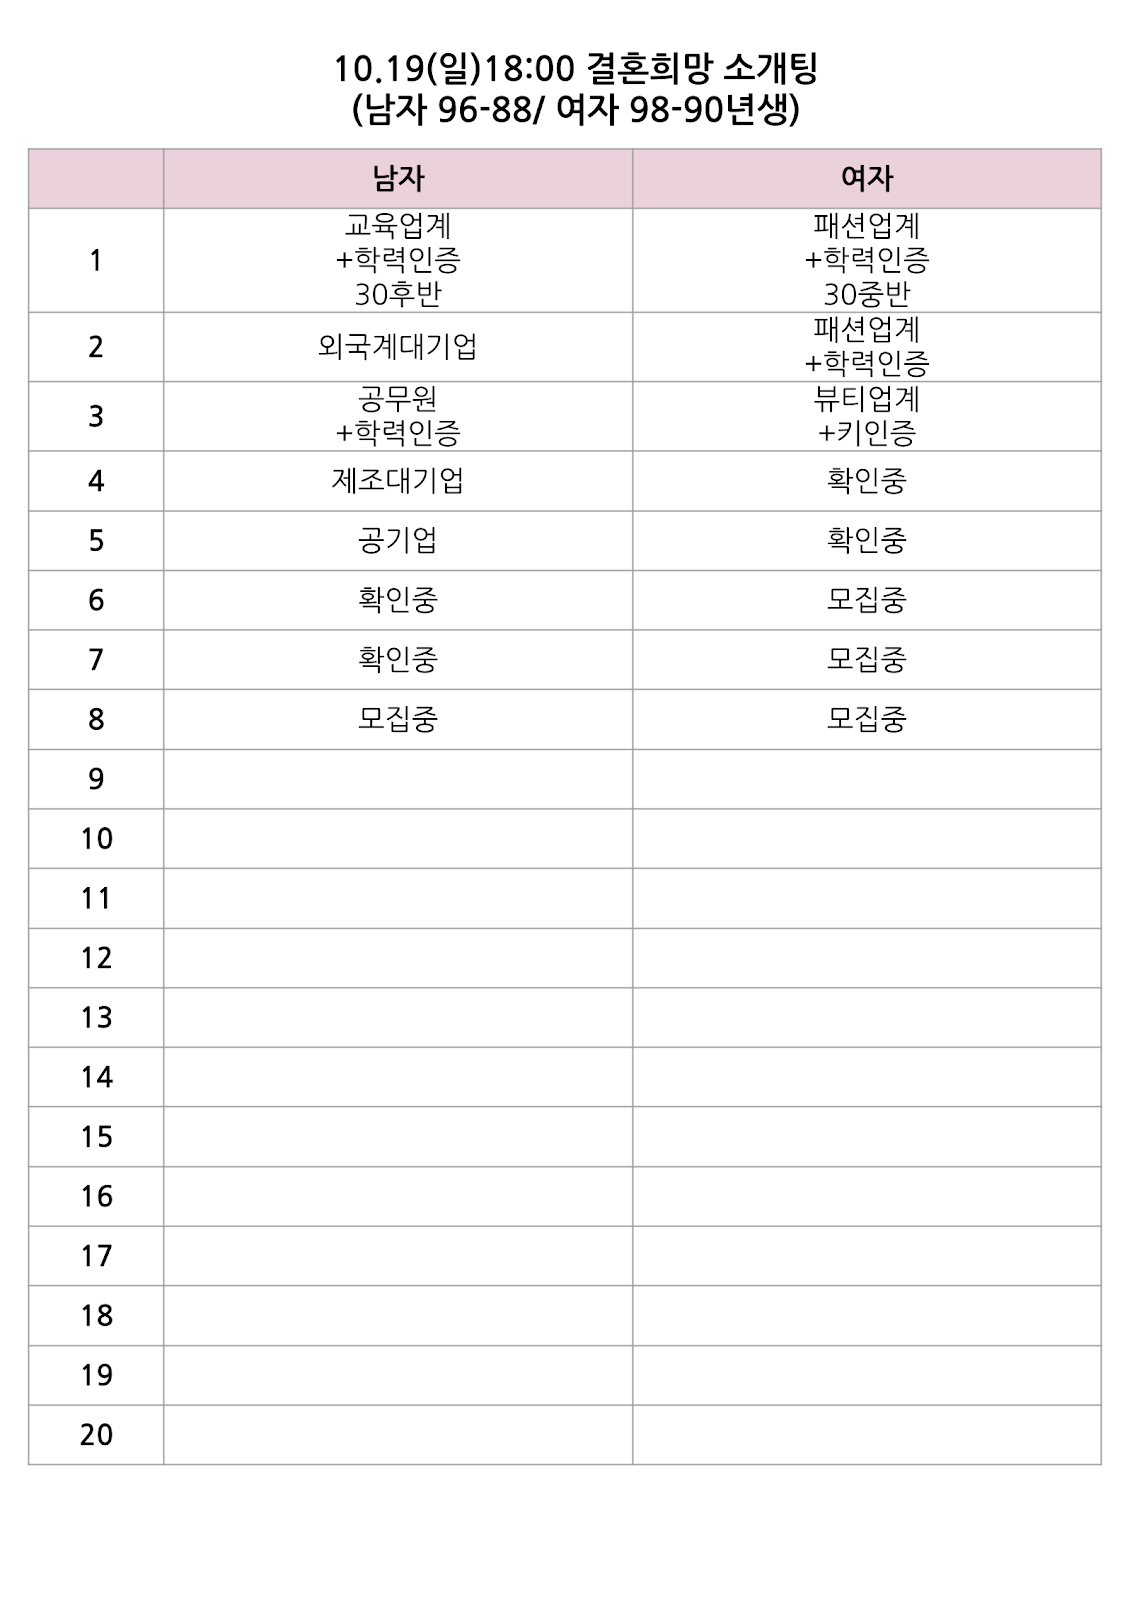 10.19(일)18:00 결혼희망 소개팅
(남자 96-88/ 여자 98-90년생)
남자 여자
1 교육업계 +학력인증 30후반 패션업계 +학력인증 30중반
2 외국계대기업 패션업계 +학력인증
3 공무원 +학력인증 뷰티업계 +키인증
4 제조대기업 확인중
5 공기업 확인중
6 확인중 모집중
7 확인중 모집중
8 모집중 모집중
9
10
11
12
13
14
15
16
17
18
19
20